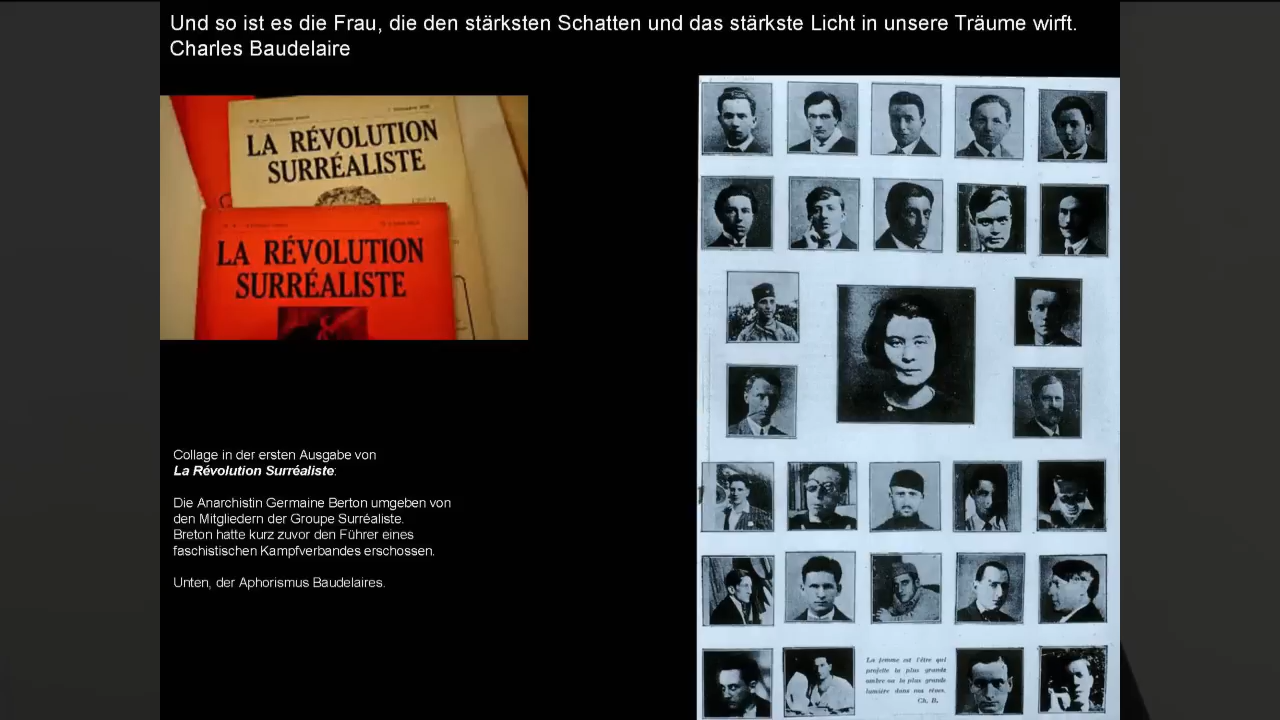 Und so ist es die Frau, die den stärksten Schatten und das stärkste Licht in unsere Träume wirft.
Charles Baudelaire
LA RÉVOLUTION
SURRÉALISTE
LA RÉVOLUTION
SURRÉALISTE
Collage in der ersten Ausgabe von
La Révolution Surréaliste:
Die Anarchistin Germaine Berton umgeben von
den Mitgliedern der Groupe Surréaliste.
Breton hatte kurz zuvor den Führer eines
faschistischen Kampfverbandes erschossen.
Unten, der Aphorismus Baudelaires.
La femme est l'être qui
projette la plus grande
ombre ou la plus grande
lumière dans nos rêves.
Ch. B.